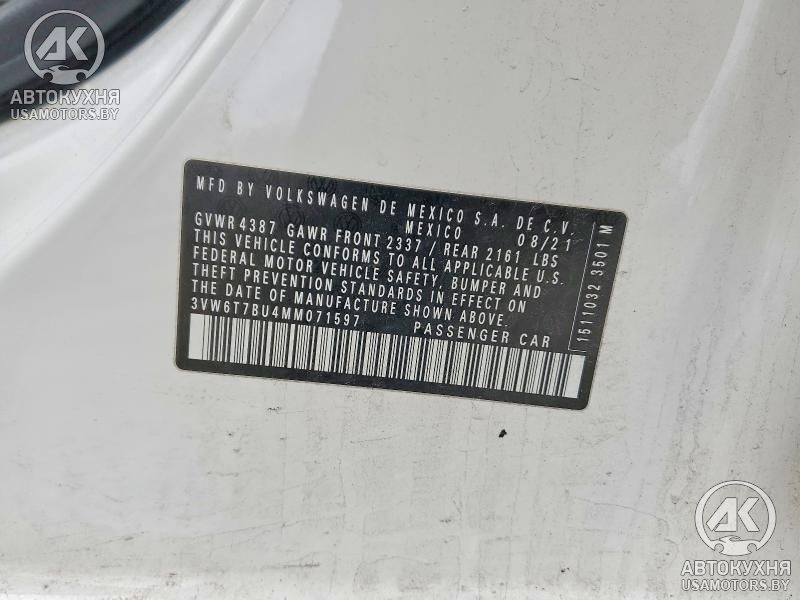 AK
АВТОКУХНЯ
USAMOTORS.BY
MFD BY VOLKSWAGEN DE MEXICO S.A. DE C.V.
MEXICO 08/21
GVWR 4387 GAWR FRONT 2337 / REAR 2161 LBS
THIS VEHICLE CONFORMS TO ALL APPLICABLE U.S.
FEDERAL MOTOR VEHICLE SAFETY, BUMPER AND
THEFT PREVENTION STANDARDS IN EFFECT ON
THE DATE OF MANUFACTURE SHOWN ABOVE.
3VW6T7BU4MM071597 PASSENGER CAR
1511032 3501 M
AK
АВТОКУХНЯ
USAMOTORS.BY